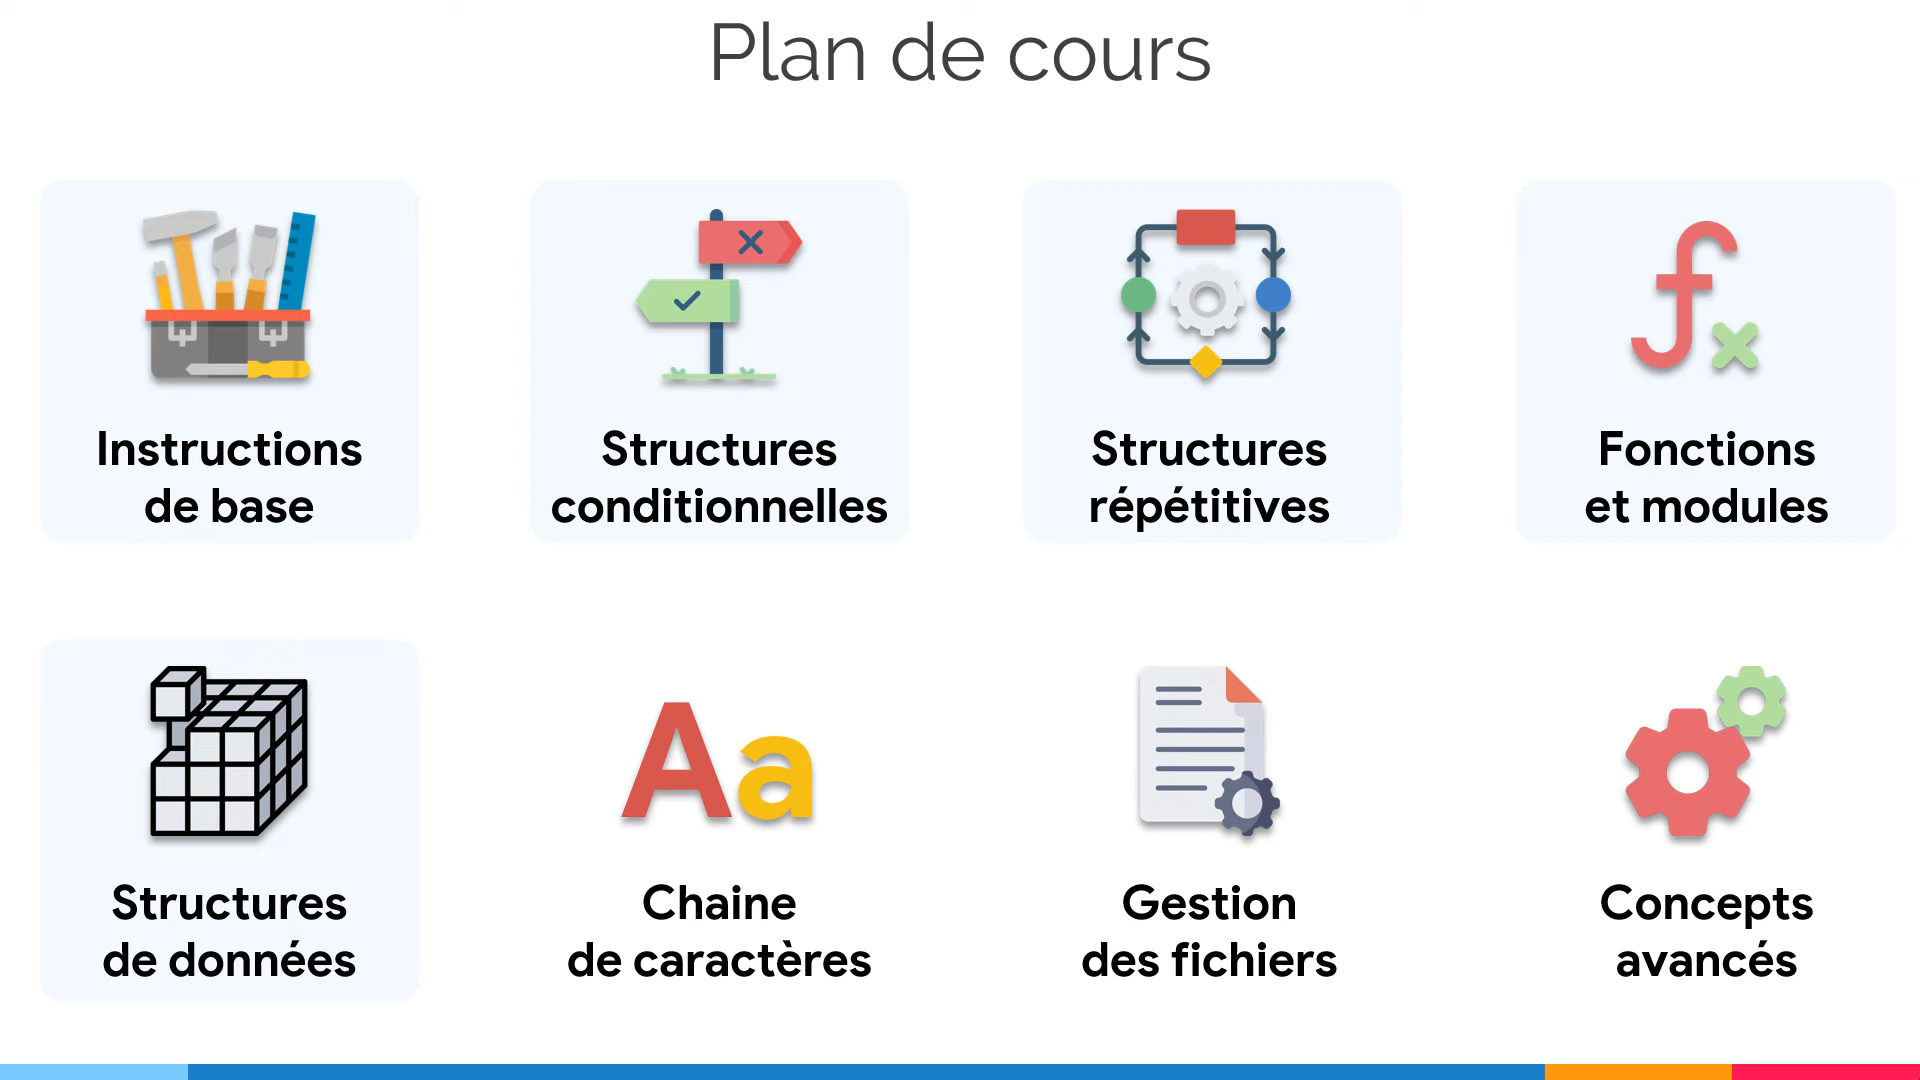 Plan de cours
Instructions
de base
Structures
conditionnelles
Structures
répétitives
Fonctions
et modules
Structures
de données
Aa
Chaine
de caractères
Gestion
des fichiers
Concepts
avancés